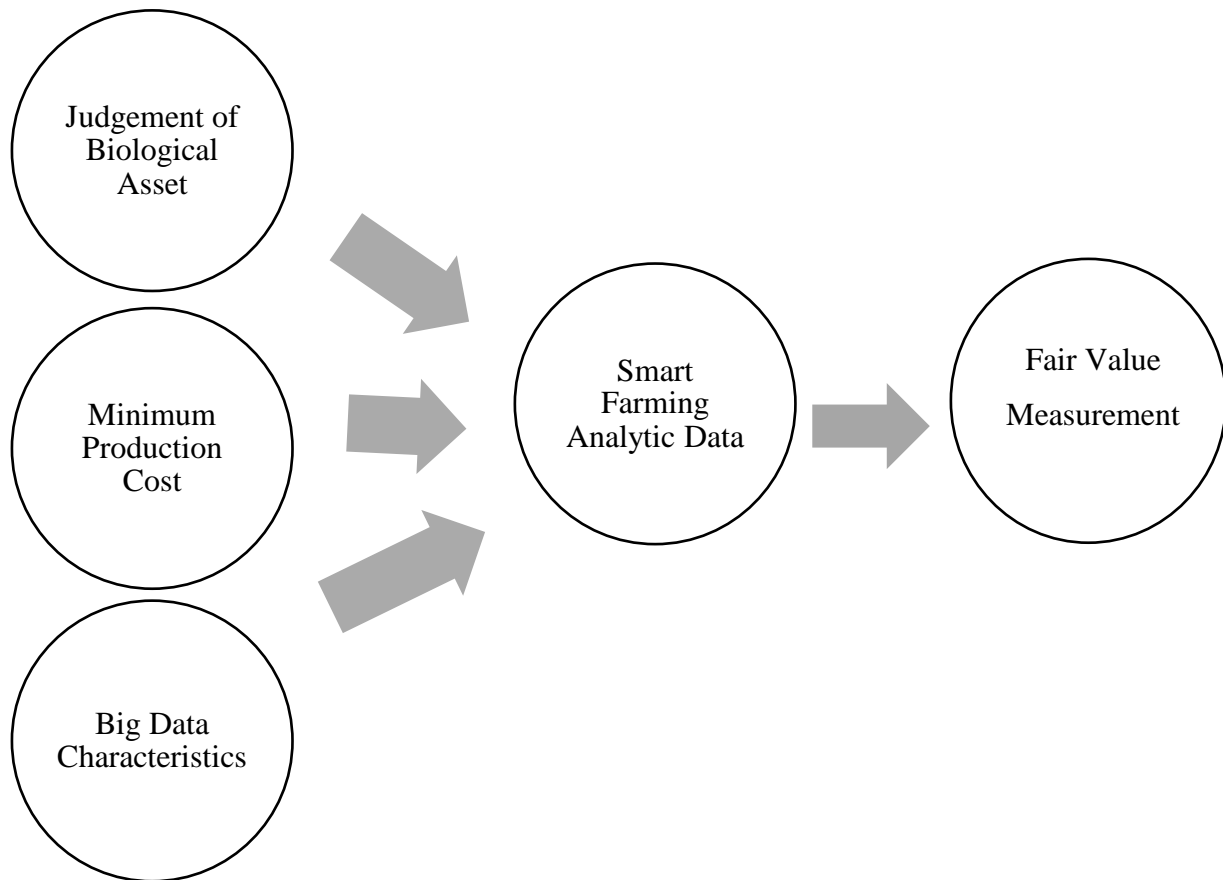 Judgement of
Biological
Asset
Minimum
Production
Cost
Big Data
Characteristics
Smart
Farming
Analytic Data
Fair Value
Measurement